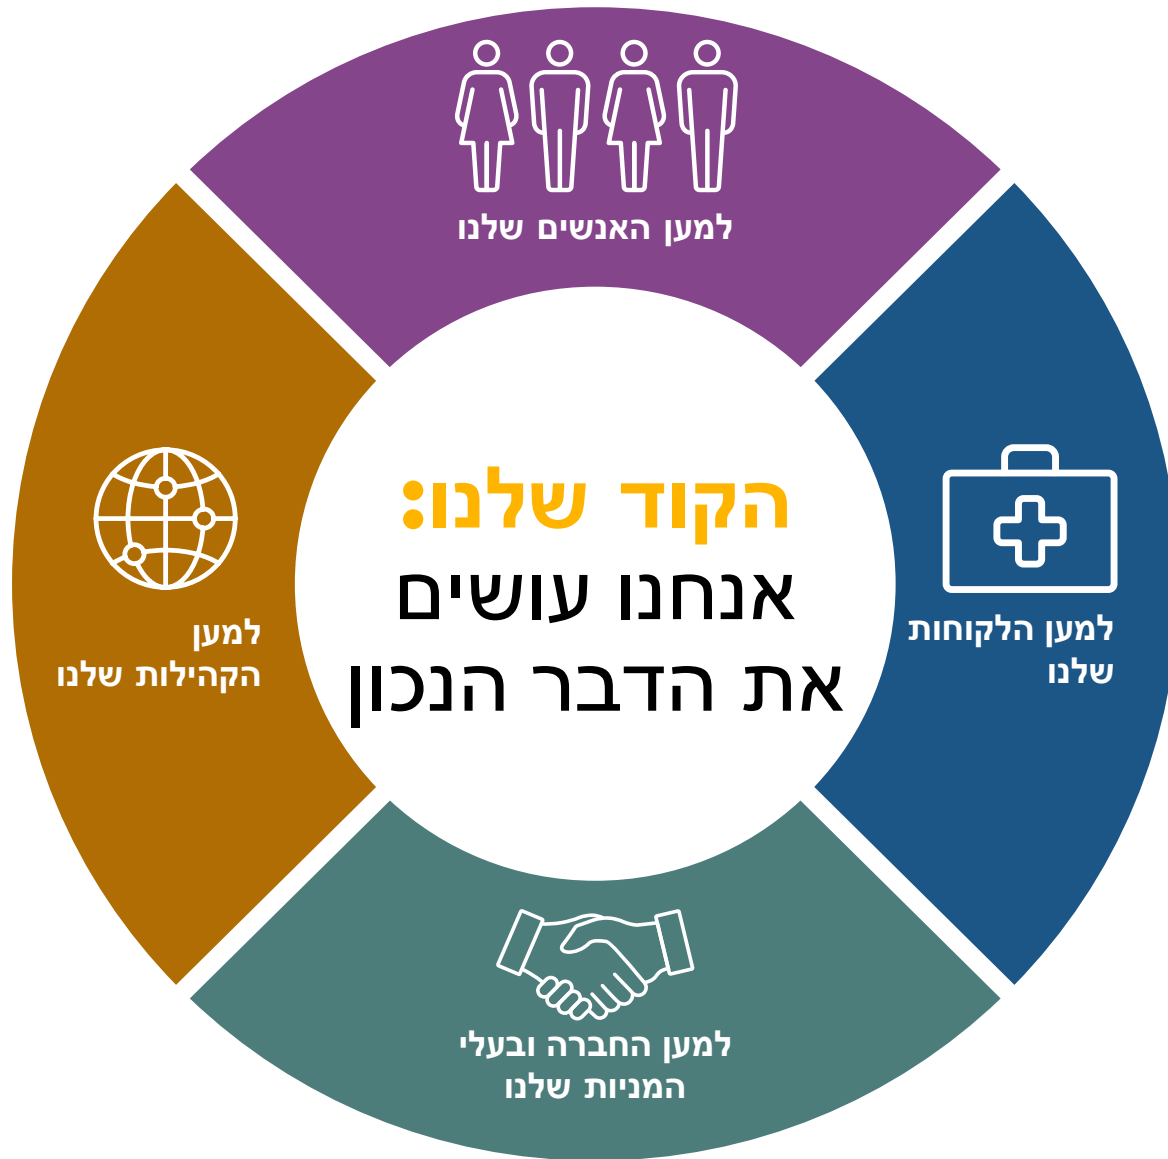 למען האנשים שלנו
למען הלקוחות
שלנו
הקוד שלנו:
אנחנו עושים
את הדבר הנכון
למען
הקהילות שלנו
למען החברה ובעלי
המניות שלנו